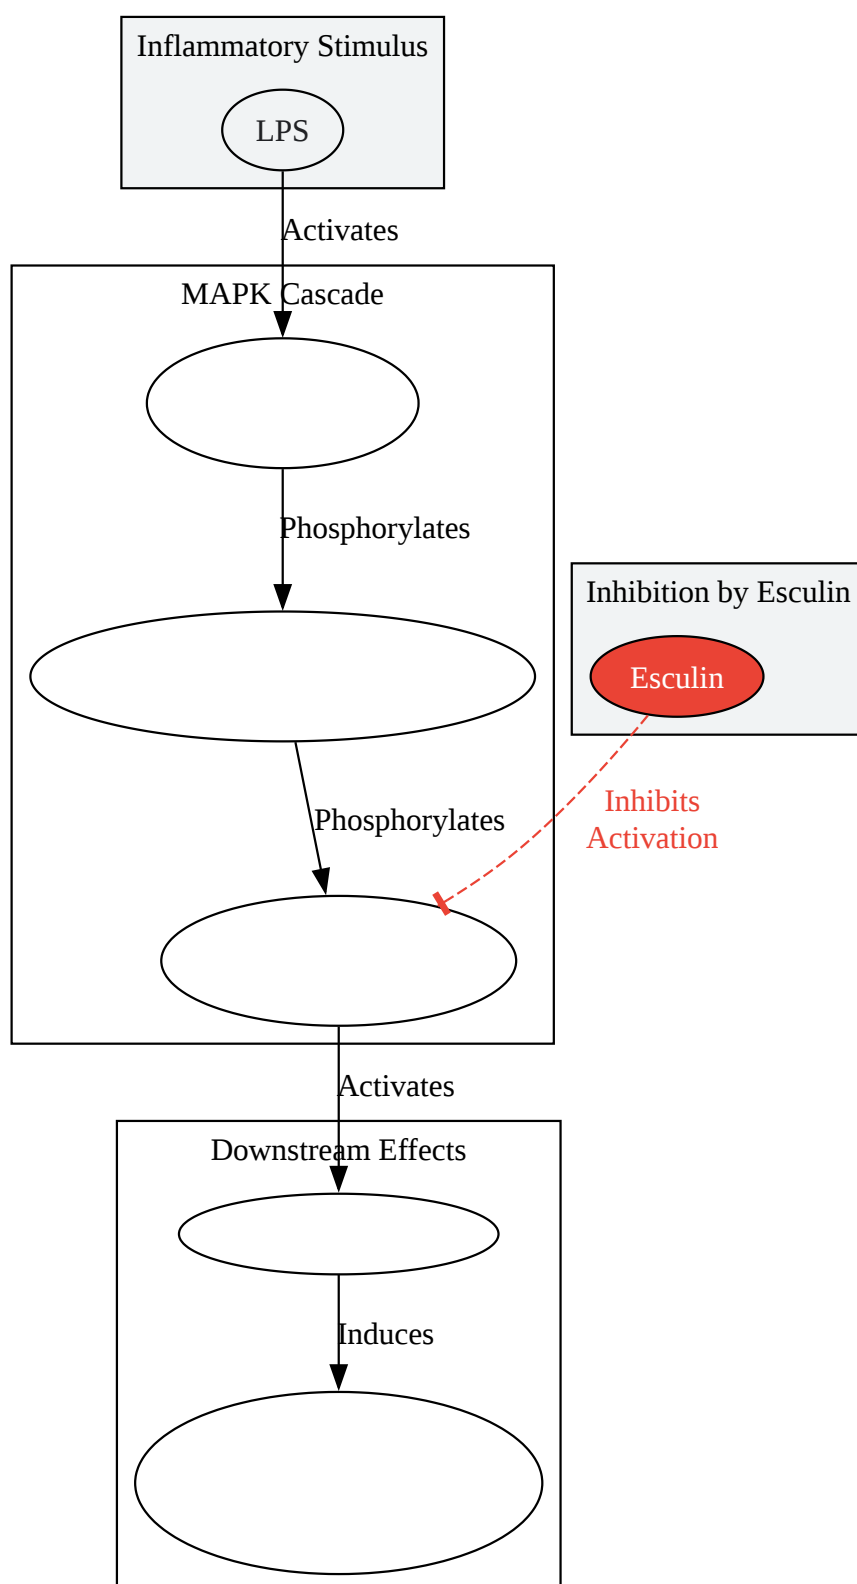 Inflammatory Stimulus
LPS
Activates
MAPK Cascade
Phosphorylates
Inhibition by Esculin
Esculin
Phosphorylates
Inhibits
Activation
Activates
Downstream Effects
Induces